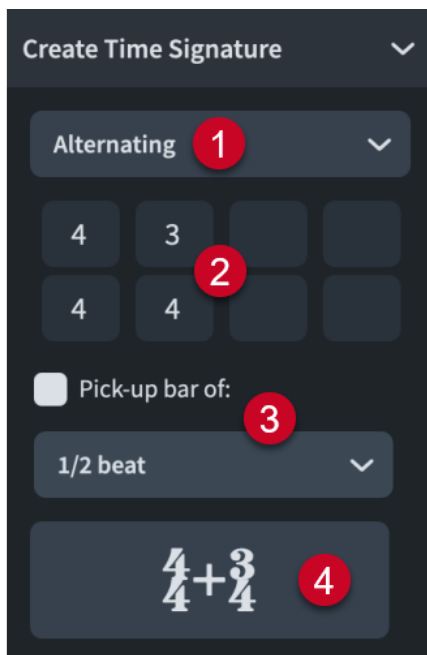 Create Time Signature
Alternating 1
4 3
2
4 4
Pick-up bar of:
3
1/2 beat
4 3
+
4 4
4